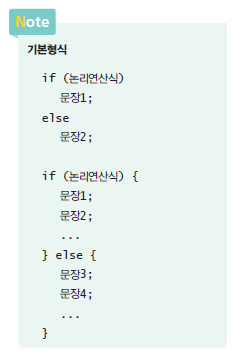 Note
기본형식
if (논리연산식)
문장1;
else
문장2;
if (논리연산식) {
문장1;
문장2;
...
} else {
문장3;
문장4;
...
}